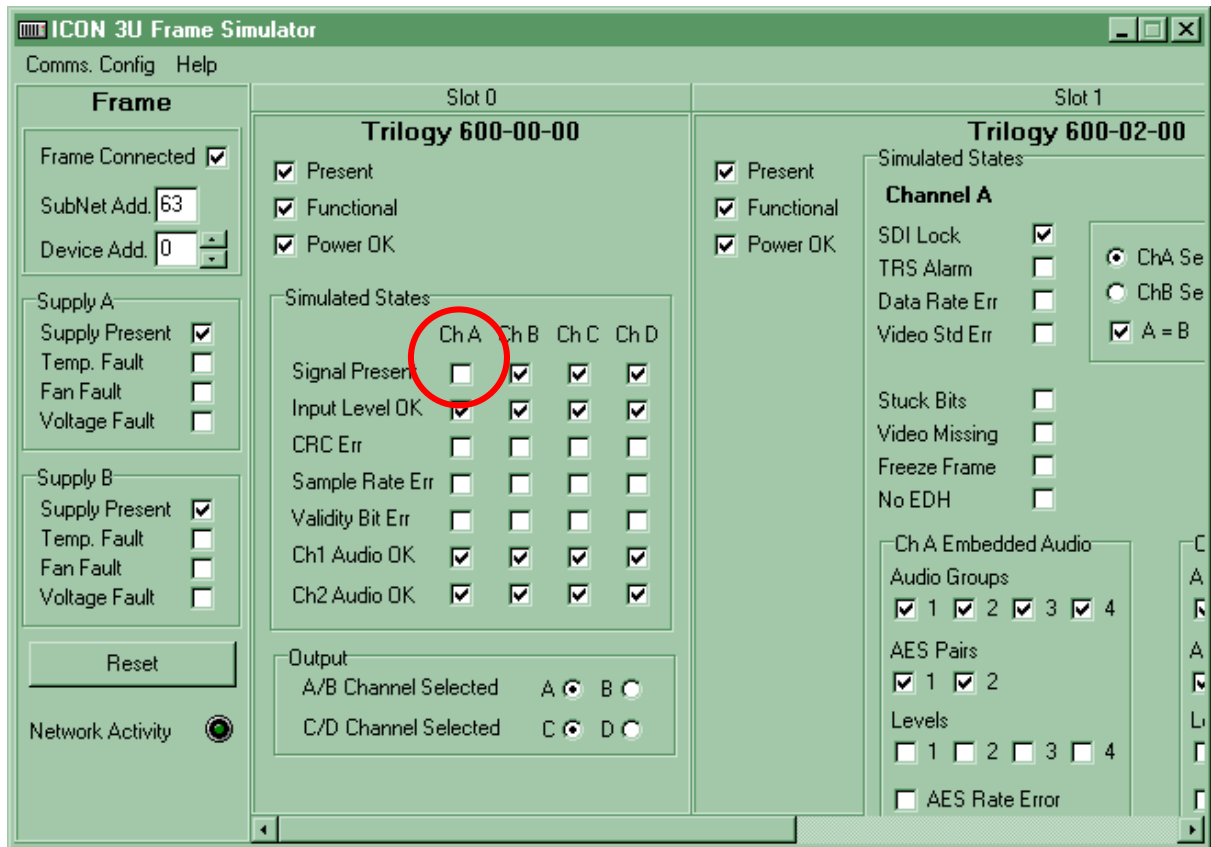 ICON 3U Frame Simulator
Comms. Config Help
Frame
Frame Connected
SubNet Add. 63
Device Add. 0
Supply A
Supply Present
Temp. Fault
Fan Fault
Voltage Fault
Supply B
Supply Present
Temp. Fault
Fan Fault
Voltage Fault
Reset
Network Activity
Slot 0
Trilogy 600-00-00
Present
Functional
Power OK
Simulated States
Ch A Ch B Ch C Ch D
Signal Present
Input Level OK
CRC Err
Sample Rate Err
Validity Bit Err
Ch1 Audio OK
Ch2 Audio OK
Output
A/B Channel Selected A B
C/D Channel Selected C D
Slot 1
Trilogy 600-02-00
Present
Functional
Power OK
Simulated States
Channel A
SDI Lock
TRS Alarm
Data Rate Err
Video Std Err
ChA Se
ChB Se
A = B
Stuck Bits
Video Missing
Freeze Frame
No EDH
Ch A Embedded Audio
Audio Groups
1 2 3 4
AES Pairs
1 2
Levels
1 2 3 4
AES Rate Error